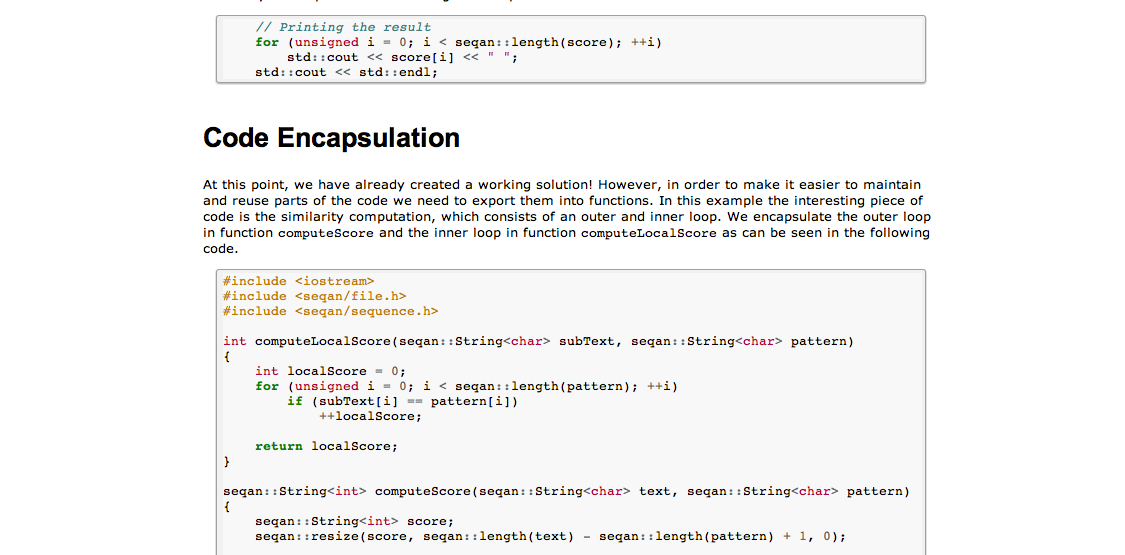 // Printing the result
for (unsigned i = 0; i < seqan::length(score); ++i)
std::cout << score[i] << " ";
std::cout << std::endl;
Code Encapsulation
At this point, we have already created a working solution! However, in order to make it easier to maintain
and reuse parts of the code we need to export them into functions. In this example the interesting piece of
code is the similarity computation, which consists of an outer and inner loop. We encapsulate the outer loop
in function computeScore and the inner loop in function computeLocalScore as can be seen in the following
code.
#include <iostream>
#include <seqan/file.h>
#include <seqan/sequence.h>
int computeLocalScore(seqan::String<char> subText, seqan::String<char> pattern)
{
int localScore = 0;
for (unsigned i = 0; i < seqan::length(pattern); ++i)
if (subText[i] == pattern[i])
++localScore;
return localScore;
}
seqan::String<int> computeScore(seqan::String<char> text, seqan::String<char> pattern)
{
seqan::String<int> score;
seqan::resize(score, seqan::length(text) - seqan::length(pattern) + 1, 0);